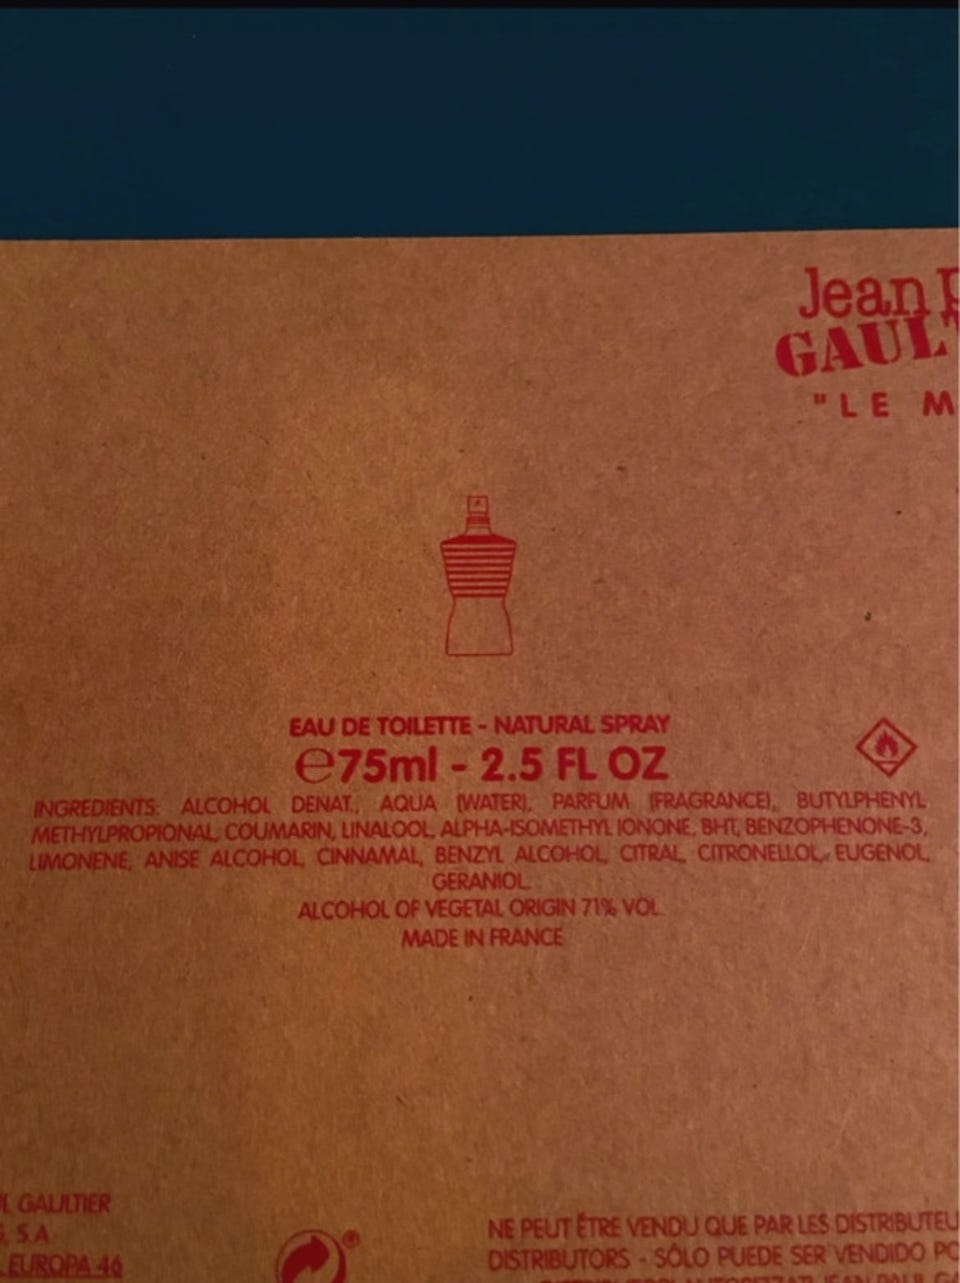 Jean P
GAULT
"LE M
EAU DE TOILETTE - NATURAL SPRAY
℮75ml - 2.5 FL OZ
INGREDIENTS: ALCOHOL DENAT., AQUA (WATER), PARFUM (FRAGRANCE), BUTYLPHENYL
METHYLPROPIONAL, COUMARIN, LINALOOL, ALPHA-ISOMETHYL IONONE, BHT, BENZOPHENONE-3,
LIMONENE, ANISE ALCOHOL, CINNAMAL, BENZYL ALCOHOL, CITRAL, CITRONELLOL, EUGENOL,
GERANIOL.
ALCOHOL OF VEGETAL ORIGIN 71% VOL.
MADE IN FRANCE
L GAULTIER
S.A
EUROPA 46
NE PEUT ÊTRE VENDU QUE PAR LES DISTRIBUTEU
DISTRIBUTORS - SÓLO PUEDE SER VENDIDO PO